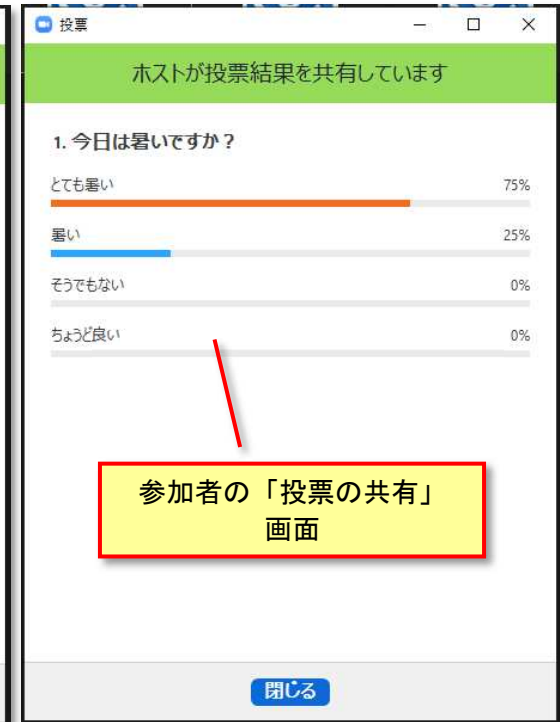 投票
ホストが投票結果を共有しています
1. 今日は暑いですか？
とても暑い 75%
暑い 25%
そうでもない 0%
ちょうど良い 0%
参加者の「投票の共有」
画面
閉じる